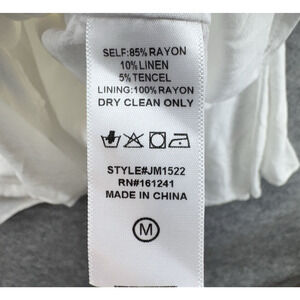 SELF:85% RAYON
10% LINEN
5% TENCEL
LINING:100% RAYON
DRY CLEAN ONLY
STYLE#JM1522
RN#161241
MADE IN CHINA
M